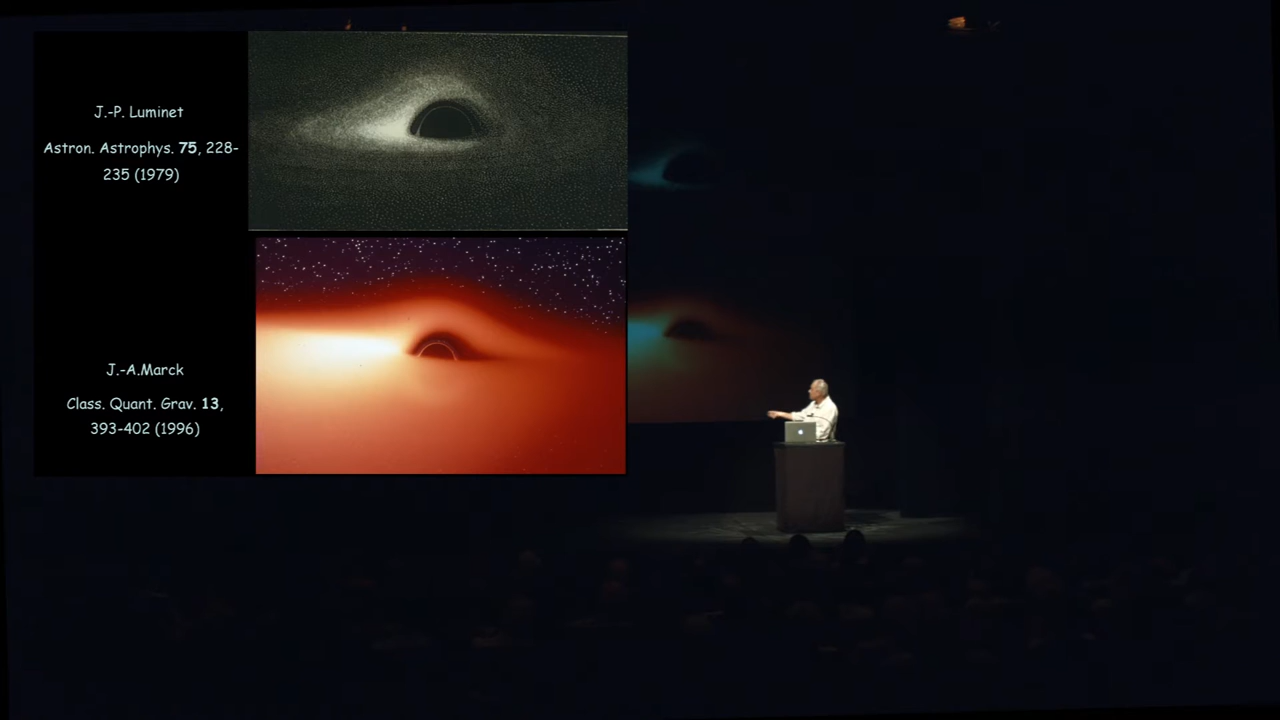 J.-P. Luminet
Astron. Astrophys. 75, 228-
235 (1979)
J.-A.Marck
Class. Quant. Grav. 13,
393-402 (1996)